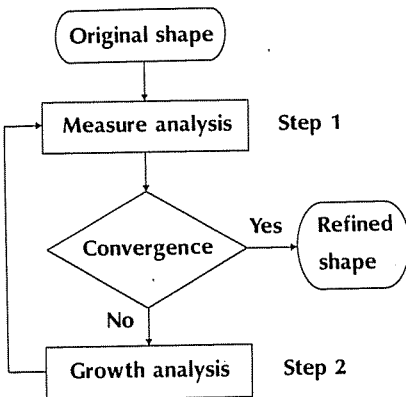 Original shape
Measure analysis Step 1
Convergence
Yes
Refined
shape
No
Growth analysis Step 2